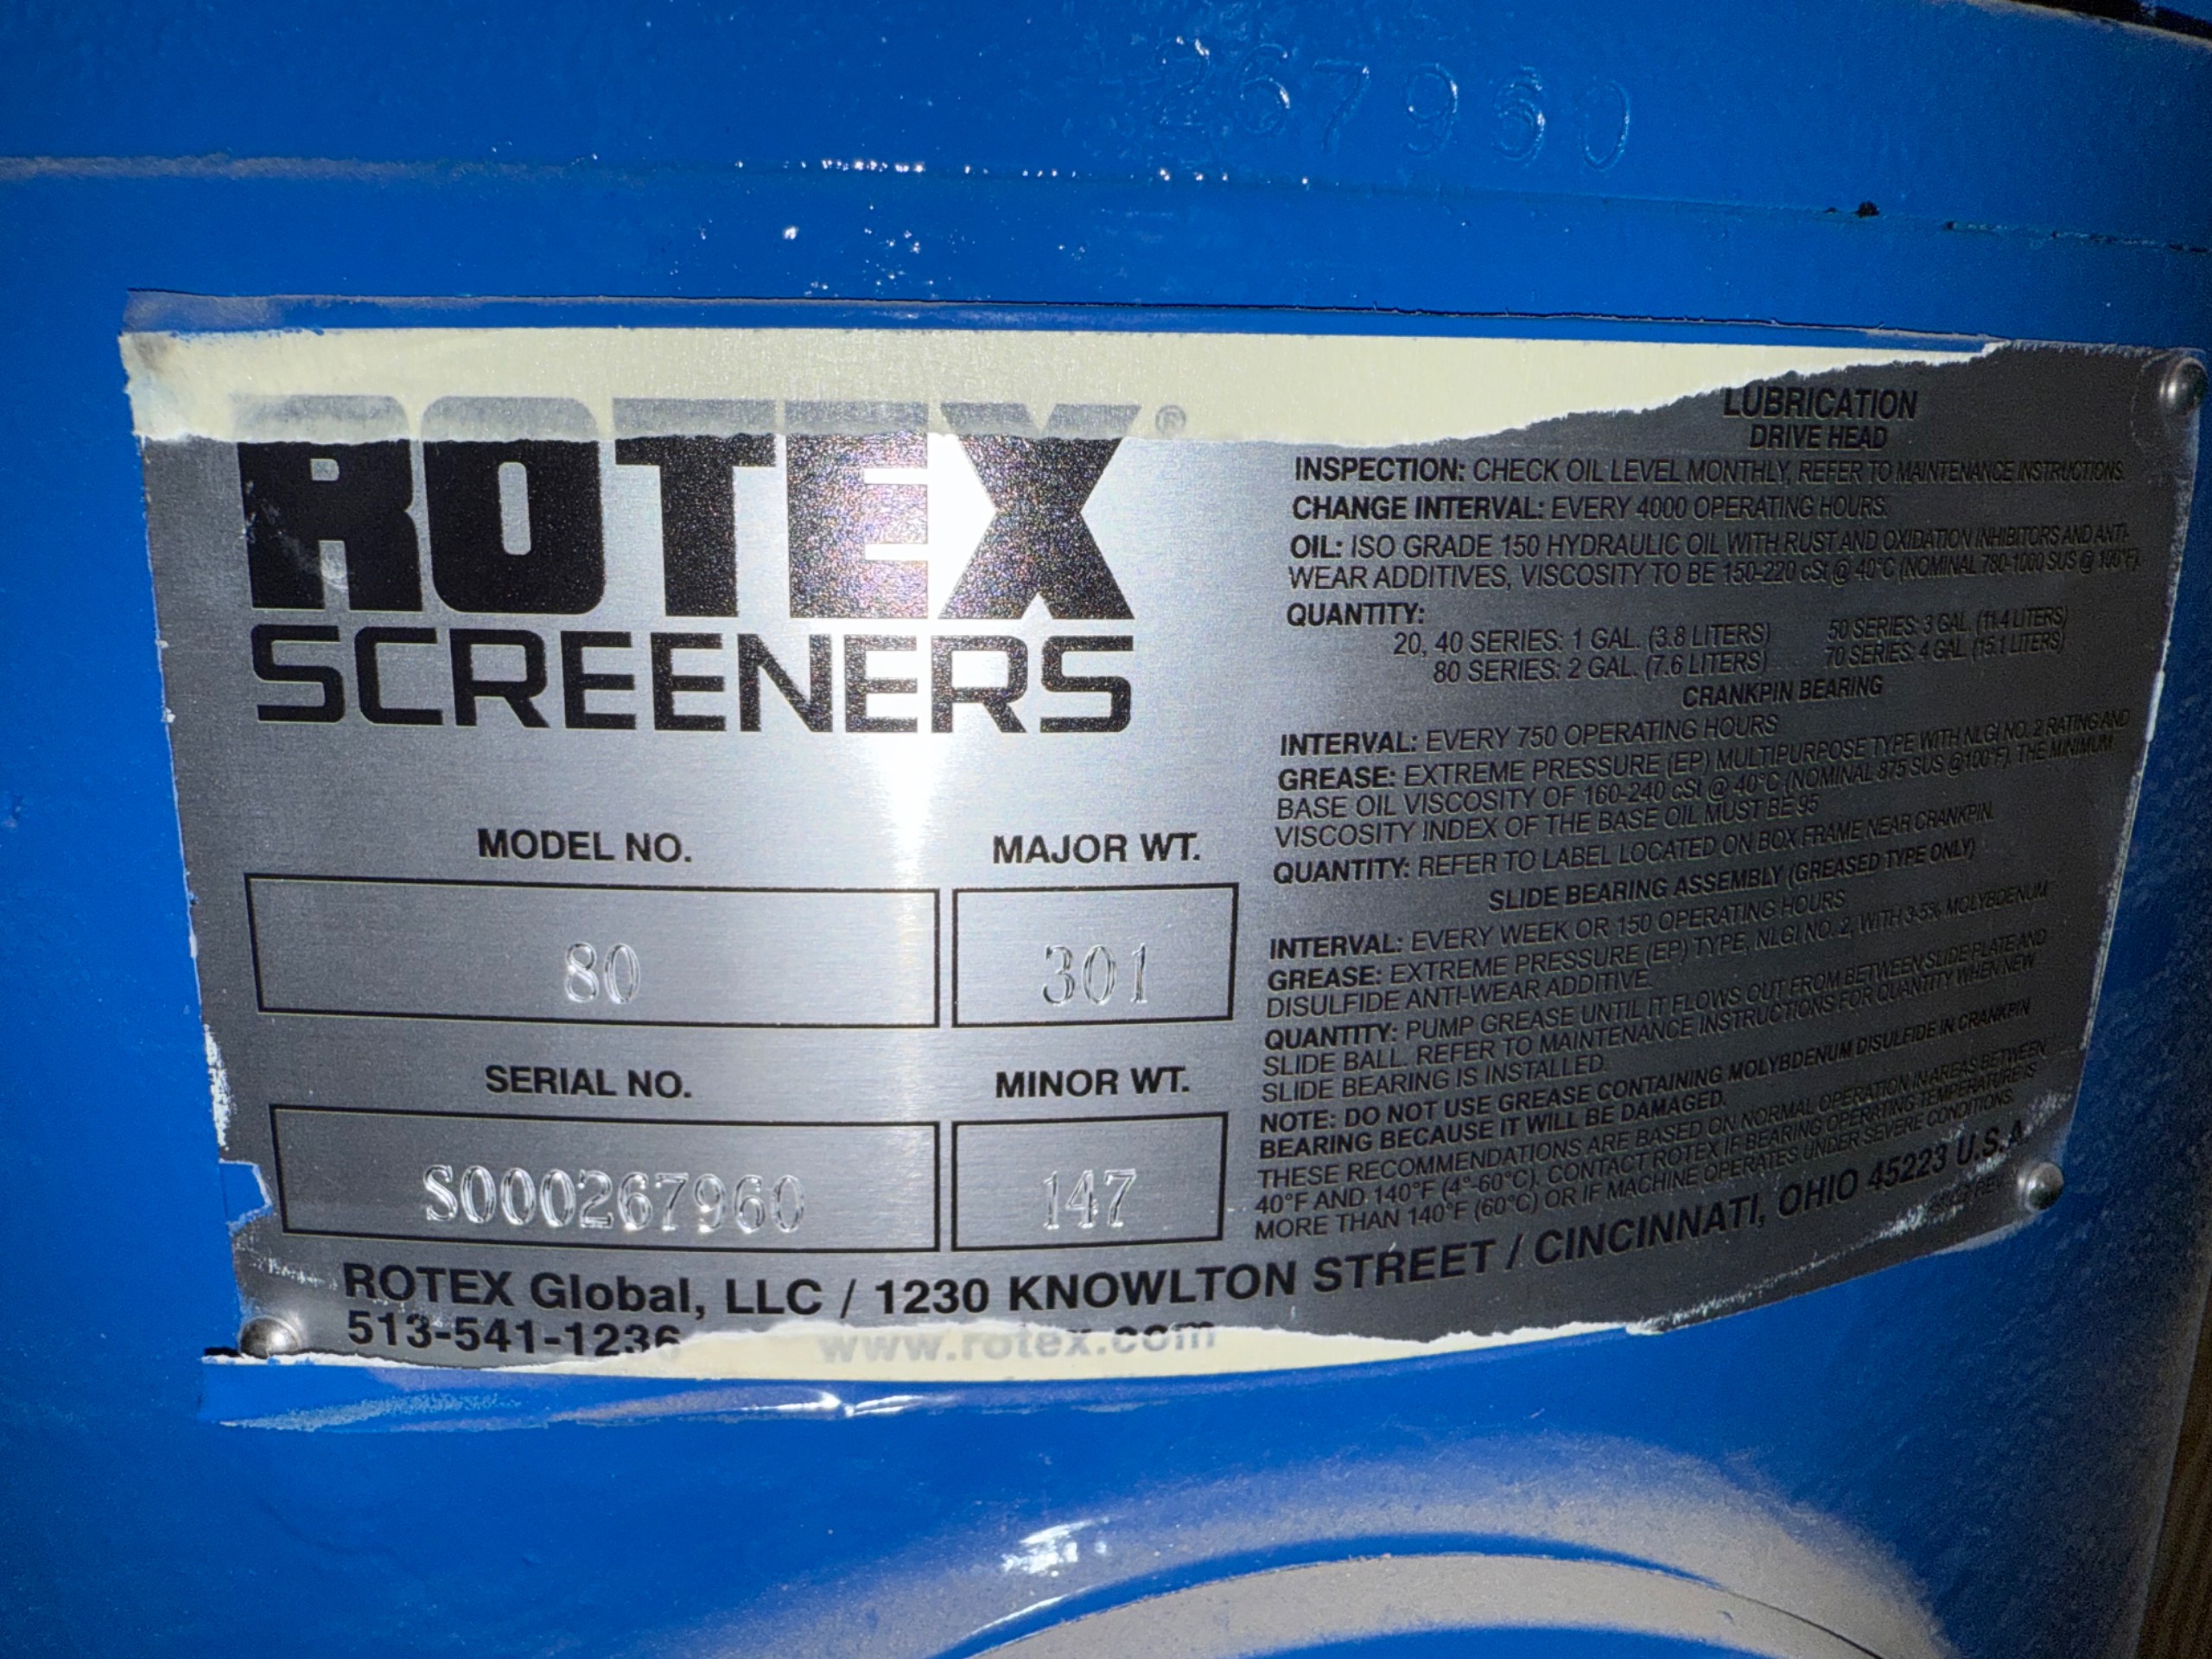 267960
ROTEX®
SCREENERS
MODEL NO.
MAJOR WT.
80
301
SERIAL NO.
MINOR WT.
S000267960
147
LUBRICATION
DRIVE HEAD
INSPECTION: CHECK OIL LEVEL MONTHLY, REFER TO MAINTENANCE INSTRUCTIONS.
CHANGE INTERVAL: EVERY 4000 OPERATING HOURS.
OIL: ISO GRADE 150 HYDRAULIC OIL WITH RUST AND OXIDATION INHIBITORS AND ANTI-
WEAR ADDITIVES, VISCOSITY TO BE 150-220 cSt @ 40°C (NOMINAL 780-1000 SUS @ 100°F).
QUANTITY:
20, 40 SERIES: 1 GAL. (3.8 LITERS) 50 SERIES: 3 GAL. (11.4 LITERS)
80 SERIES: 2 GAL. (7.6 LITERS) 70 SERIES: 4 GAL. (15.1 LITERS)
CRANKPIN BEARING
INTERVAL: EVERY 750 OPERATING HOURS
GREASE: EXTREME PRESSURE (EP) MULTIPURPOSE TYPE WITH NLGI NO. 2 RATING AND
BASE OIL VISCOSITY OF 160-240 cSt @ 40°C (NOMINAL 875 SUS @100°F). THE MINIMUM
VISCOSITY INDEX OF THE BASE OIL MUST BE 95
QUANTITY: REFER TO LABEL LOCATED ON BOX FRAME NEAR CRANKPIN.
SLIDE BEARING ASSEMBLY (GREASED TYPE ONLY)
INTERVAL: EVERY WEEK OR 150 OPERATING HOURS
GREASE: EXTREME PRESSURE (EP) TYPE, NLGI NO. 2, WITH 3-5% MOLYBDENUM
DISULFIDE ANTI-WEAR ADDITIVE.
QUANTITY: PUMP GREASE UNTIL IT FLOWS OUT FROM BETWEEN SLIDE PLATE AND
SLIDE BALL. REFER TO MAINTENANCE INSTRUCTIONS FOR QUANTITY WHEN NEW
SLIDE BEARING IS INSTALLED.
NOTE: DO NOT USE GREASE CONTAINING MOLYBDENUM DISULFIDE IN CRANKPIN
BEARING BECAUSE IT WILL BE DAMAGED.
THESE RECOMMENDATIONS ARE BASED ON NORMAL OPERATION IN AREAS BETWEEN
40°F AND 140°F (4°-60°C). CONTACT ROTEX IF BEARING OPERATING TEMPERATURE IS
MORE THAN 140°F (60°C) OR IF MACHINE OPERATES UNDER SEVERE CONDITIONS.
ROTEX Global, LLC / 1230 KNOWLTON STREET / CINCINNATI, OHIO 45223 U.S.A.
513-541-1236 www.rotex.com